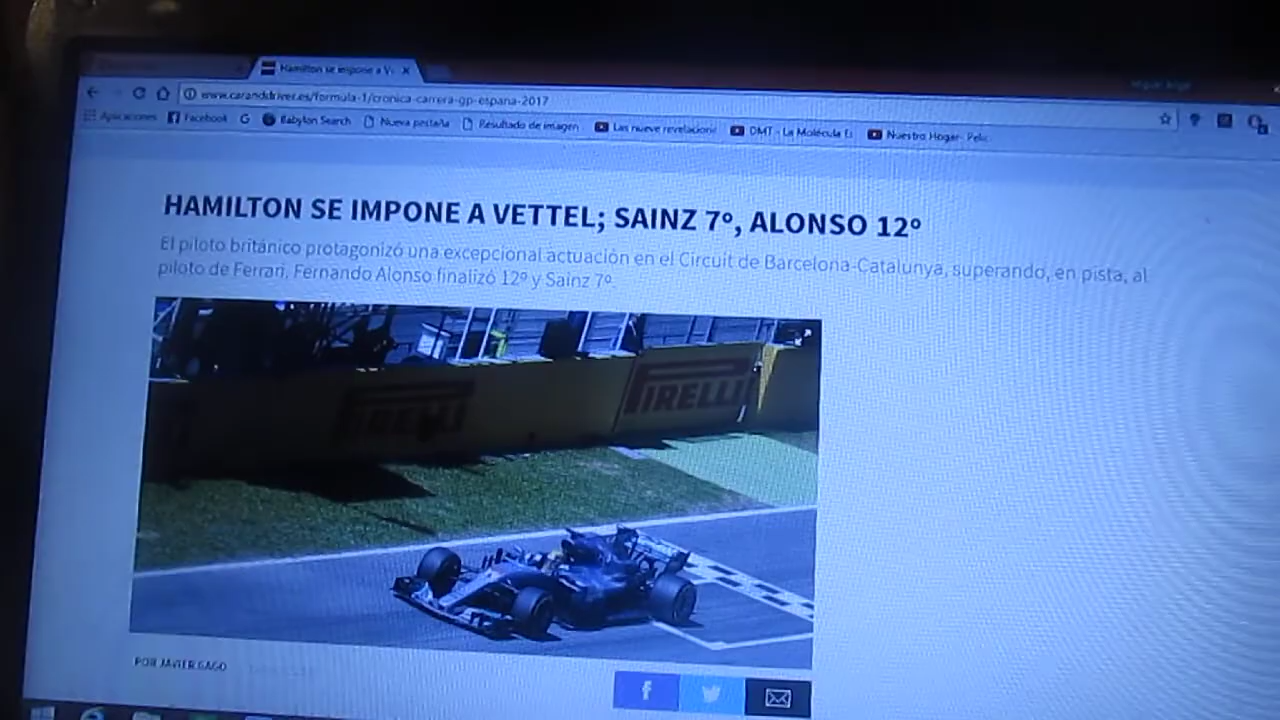 Hamilton se impone a Ve
www.caranddriver.es/formula-1/cronica-carrera-gp-espana-2017
Aplicaciones Facebook G Babylon Search Nueva pestaña Resultado de imagen Las nueve revelacion DMT - La Molécula E Nuestro Hogar- Pelic
HAMILTON SE IMPONE A VETTEL; SAINZ 7º, ALONSO 12º
El piloto británico protagonizó una excepcional actuación en el Circuit de Barcelona-Catalunya, superando, en pista, al
piloto de Ferrari, Fernando Alonso finalizó 12º y Sainz 7º.
PIRELLI PIRELLI
POR JAVIER GAGO